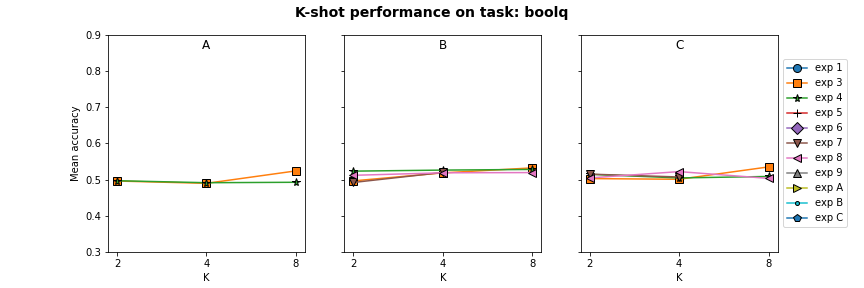 K-shot performance on task: boolq
A
B
C
0.9
0.8
0.7
0.6
0.5
0.4
0.3
Mean accuracy
2
4
8
K
2
4
8
K
2
4
8
K
exp 1
exp 3
exp 4
exp 5
exp 6
exp 7
exp 8
exp 9
exp A
exp B
exp C